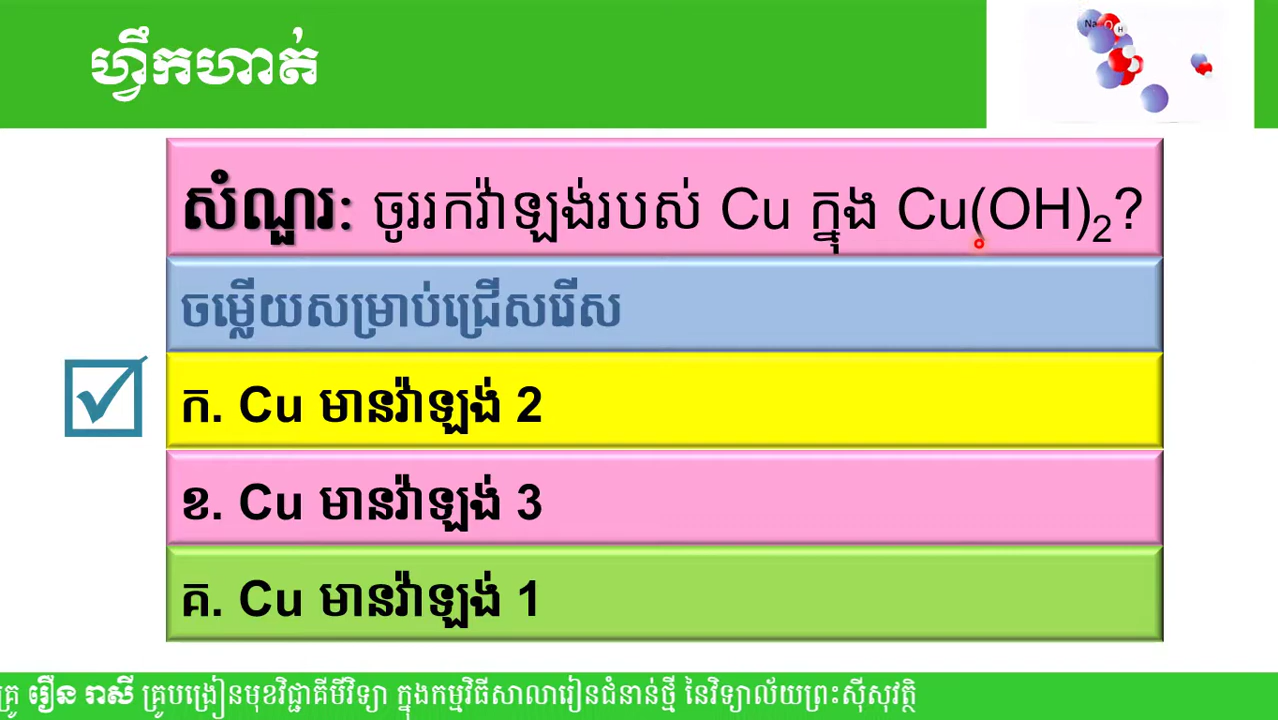 ហ្វឹកហាត់
Na O H
សំណួរ: ចូររកវ៉ាឡង់របស់ Cu ក្នុង Cu(OH)₂?
ចម្លើយសម្រាប់ជ្រើសរើស
ក. Cu មានវ៉ាឡង់ 2
ខ. Cu មានវ៉ាឡង់ 3
គ. Cu មានវ៉ាឡង់ 1
គ្រូ រឿន រាសី គ្រូបង្រៀនមុខវិជ្ជាគីមីវិទ្យា ក្នុងកម្មវិធីសាលារៀនជំនាន់ថ្មី នៃវិទ្យាល័យព្រះស៊ីសុវត្ថិ